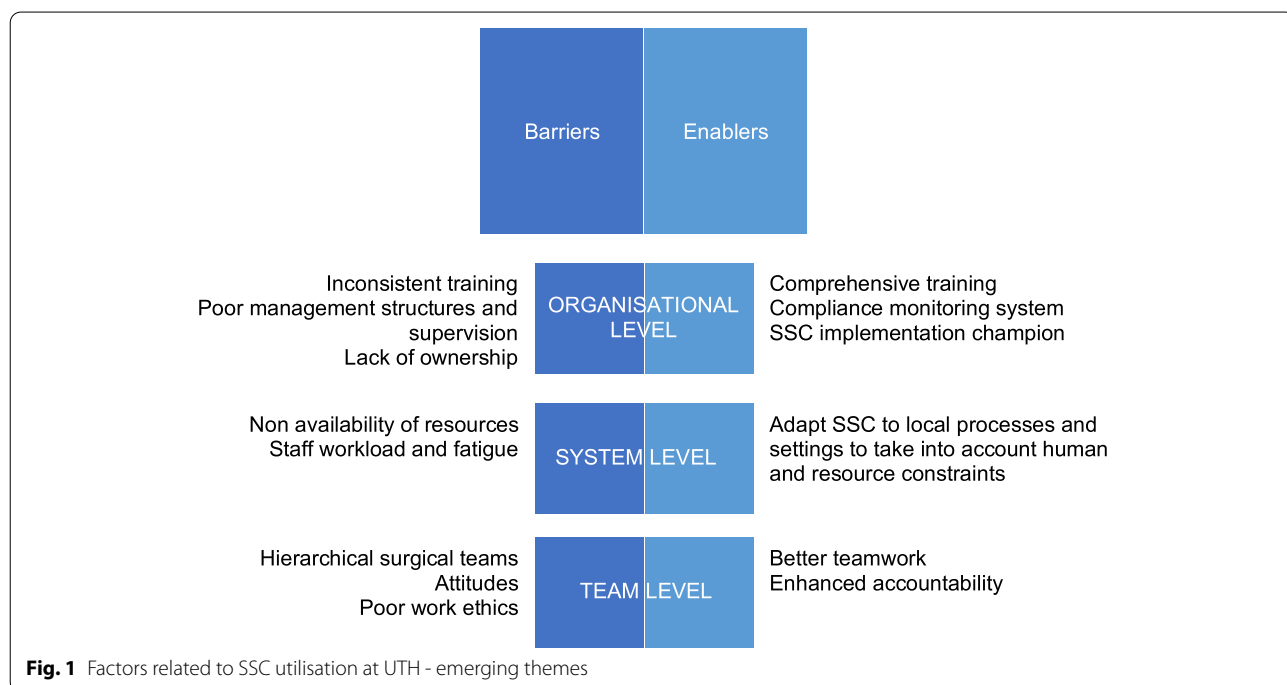 Barriers
Enablers
Inconsistent training
Poor management structures and
supervision
Lack of ownership
ORGANISATIONAL
LEVEL
Comprehensive training
Compliance monitoring system
SSC implementation champion
Non availability of resources
Staff workload and fatigue
SYSTEM LEVEL
Adapt SSC to local processes and
settings to take into account human
and resource constraints
Hierarchical surgical teams
Attitudes
Poor work ethics
TEAM LEVEL
Better teamwork
Enhanced accountability
Fig. 1 Factors related to SSC utilisation at UTH - emerging themes